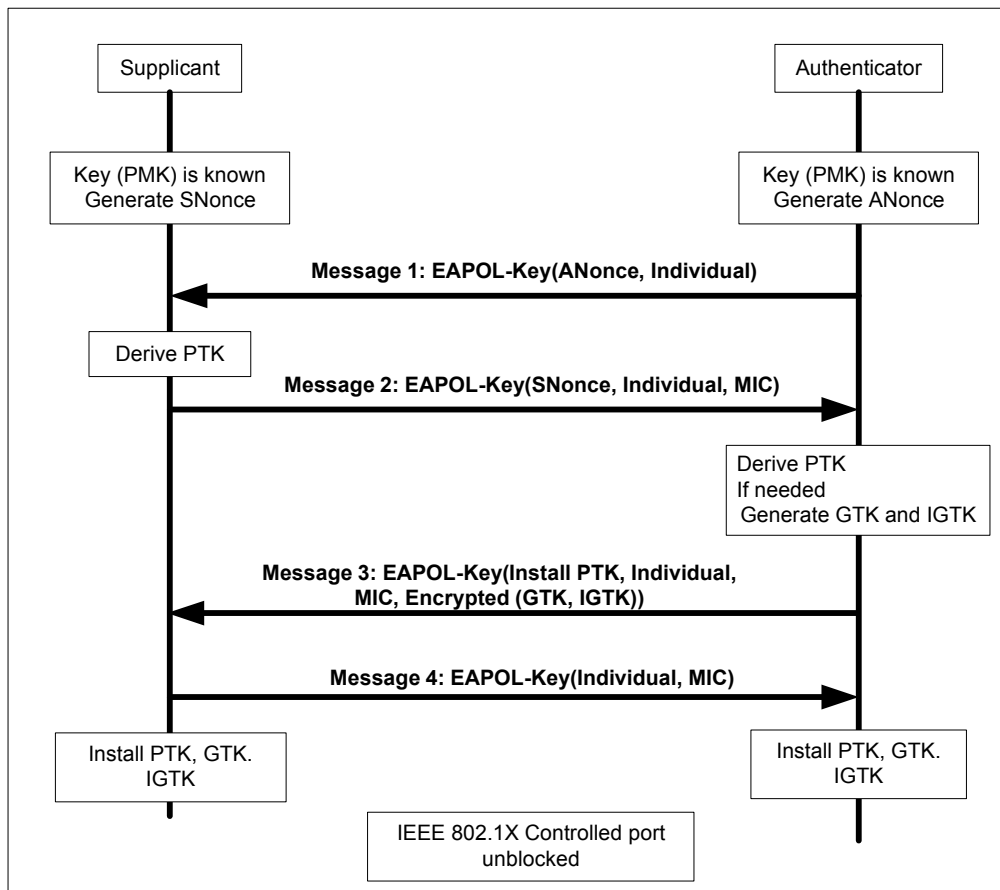 Supplicant
Authenticator
Key (PMK) is known
Generate SNonce
Key (PMK) is known
Generate ANonce
Message 1: EAPOL-Key(ANonce, Individual)
Derive PTK
Message 2: EAPOL-Key(SNonce, Individual, MIC)
Derive PTK
If needed
Generate GTK and IGTK
Message 3: EAPOL-Key(Install PTK, Individual,
MIC, Encrypted (GTK, IGTK))
Message 4: EAPOL-Key(Individual, MIC)
Install PTK, GTK.
IGTK
Install PTK, GTK.
IGTK
IEEE 802.1X Controlled port
unblocked